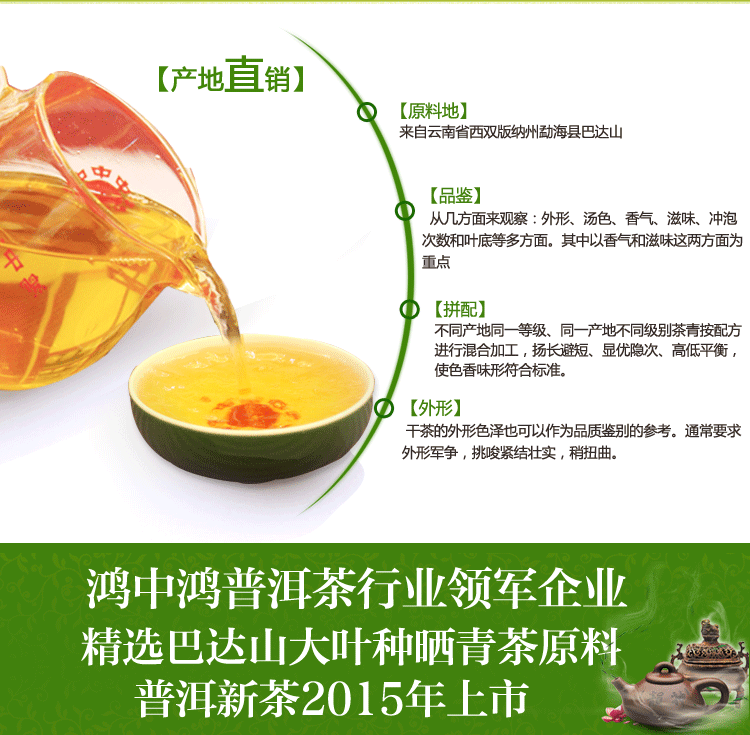 【产地直销】
【原料地】
来自云南省西双版纳州勐海县巴达山
【品鉴】
从几方面来观察：外形、汤色、香气、滋味、冲泡
次数和叶底等多方面。其中以香气和滋味这两方面为
重点
【拼配】
不同产地同一等级、同一产地不同级别茶青按配方
进行混合加工，扬长避短、显优隐次、高低平衡，
使色香味形符合标准。
【外形】
干茶的外形色泽也可以作为品质鉴别的参考。通常要求
外形军争，挑唆紧结壮实，稍扭曲。
鸿中鸿普洱茶行业领军企业
精选巴达山大叶种晒青茶原料
普洱新茶2015年上市